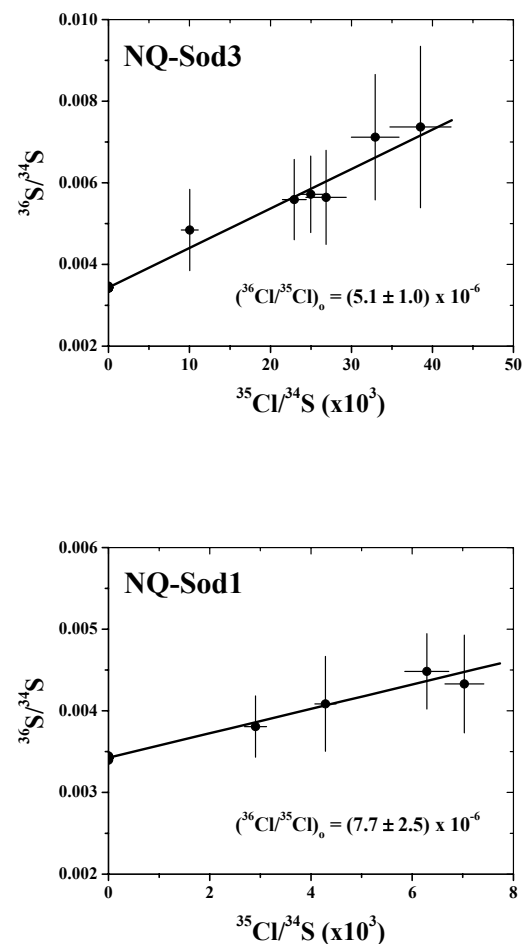 0.010
NQ-Sod3
0.008
³⁶S/³⁴S
0.006
0.004
(³⁶Cl/³⁵Cl)ₒ = (5.1 ± 1.0) x 10⁻⁶
0.002
0 10 20 30 40 50
³⁵Cl/³⁴S (x10³)
0.006
NQ-Sod1
0.005
³⁶S/³⁴S
0.004
0.003
(³⁶Cl/³⁵Cl)ₒ = (7.7 ± 2.5) x 10⁻⁶
0.002
0 2 4 6 8
³⁵Cl/³⁴S (x10³)